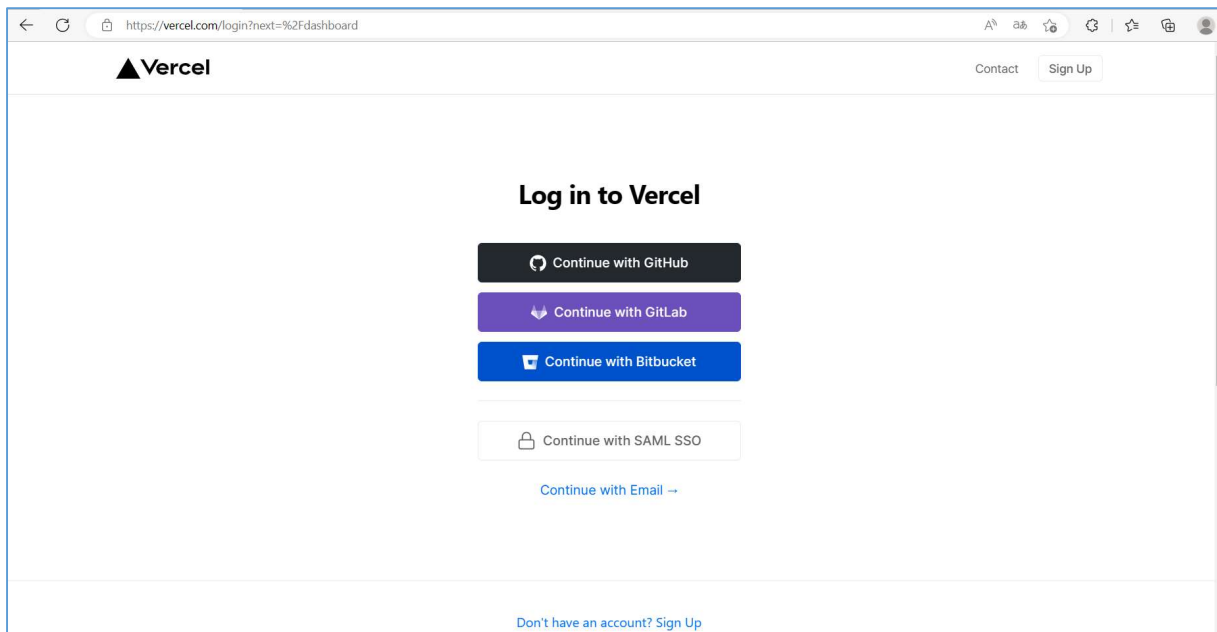 https://vercel.com/login?next=%2Fdashboard
Vercel
Contact
Sign Up
Log in to Vercel
Continue with GitHub
Continue with GitLab
Continue with Bitbucket
Continue with SAML SSO
Continue with Email →
Don't have an account? Sign Up